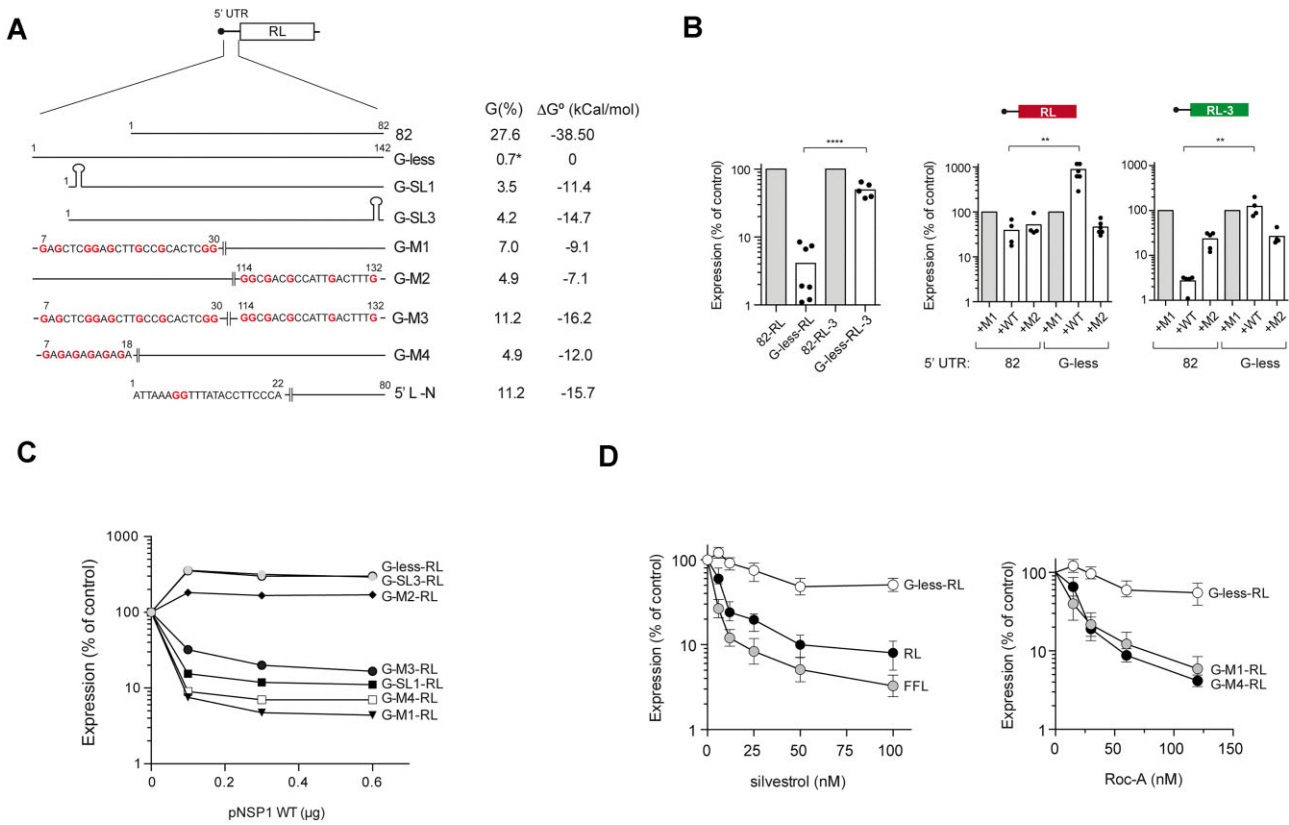 A
5' UTR
RL
G(%) ΔGº (kCal/mol)
1 82
82 27.6 -38.50
1 142
G-less 0.7* 0
1
G-SL1 3.5 -11.4
1
G-SL3 4.2 -14.7
7 30
GAGCTCGGAGCTTGCCGCACTCGG G-M1 7.0 -9.1
114 132
GGCGACGCCATTGACTTTG G-M2 4.9 -7.1
7 30 114 132
GAGCTCGGAGCTTGCCGCACTCGG GGCGACGCCATTGACTTTG G-M3 11.2 -16.2
7 18
GAGAGAGAGAGA G-M4 4.9 -12.0
1 22 80
ATTAAAGGTTTATACCTTCCCA 5' L -N 11.2 -15.7
B
Expression (% of control)
100
10
1
****
82-RL
G-less-RL
82-RL-3
G-less-RL-3
RL
Expression (% of control)
1000
100
10
1
**
+M1
+WT
+M2
+M1
+WT
+M2
5' UTR: 82 G-less
RL-3
1000
100
10
1
**
+M1
+WT
+M2
+M1
+WT
+M2
82 G-less
C
Expression (% of control)
1000
100
10
1
G-less-RL
G-SL3-RL
G-M2-RL
G-M3-RL
G-SL1-RL
G-M4-RL
G-M1-RL
0 0.2 0.4 0.6
pNSP1 WT (µg)
D
Expression (% of control)
100
10
1
G-less-RL
RL
FFL
0 25 50 75 100
silvestrol (nM)
Expression (% of control)
100
10
1
G-less-RL
G-M1-RL
G-M4-RL
0 50 100 150
Roc-A (nM)